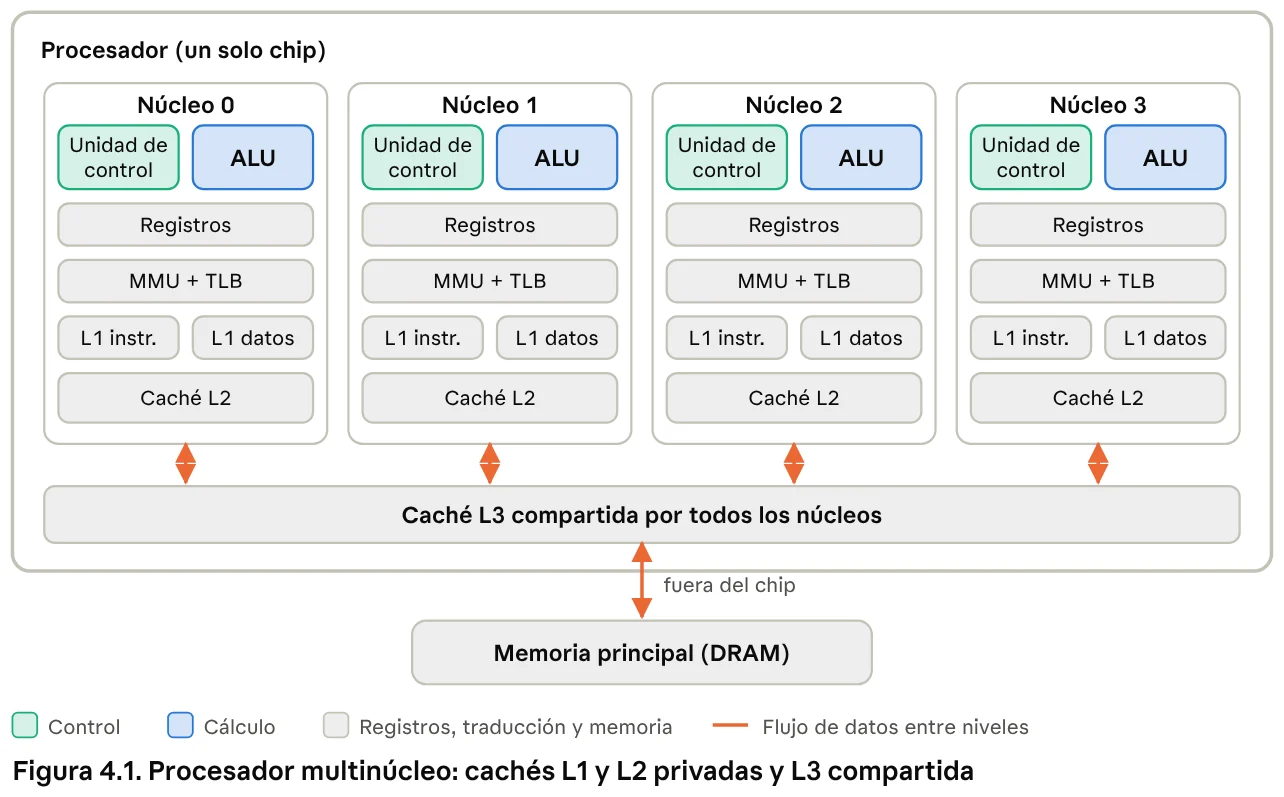 Procesador (un solo chip)
Núcleo 0
Unidad de
control
ALU
Registros
MMU + TLB
L1 instr.
L1 datos
Caché L2
Núcleo 1
Unidad de
control
ALU
Registros
MMU + TLB
L1 instr.
L1 datos
Caché L2
Núcleo 2
Unidad de
control
ALU
Registros
MMU + TLB
L1 instr.
L1 datos
Caché L2
Núcleo 3
Unidad de
control
ALU
Registros
MMU + TLB
L1 instr.
L1 datos
Caché L2
Caché L3 compartida por todos los núcleos
fuera del chip
Memoria principal (DRAM)
Control
Cálculo
Registros, traducción y memoria
Flujo de datos entre niveles
Figura 4.1. Procesador multinúcleo: cachés L1 y L2 privadas y L3 compartida